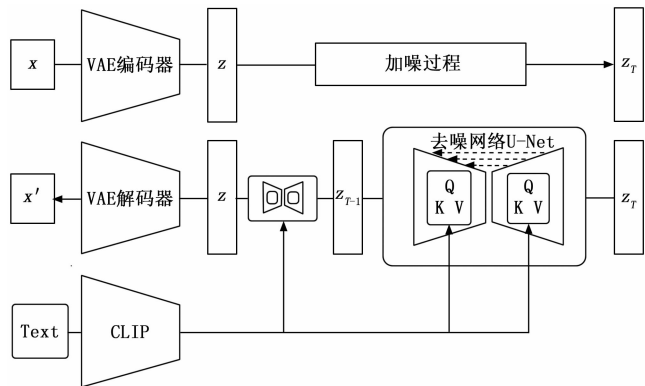 x
VAE编码器
z
加噪过程
z_T
x′
VAE解码器
z
z_{T-1}
去噪网络U-Net
Q
K V
Q
K V
z_T
Text
CLIP